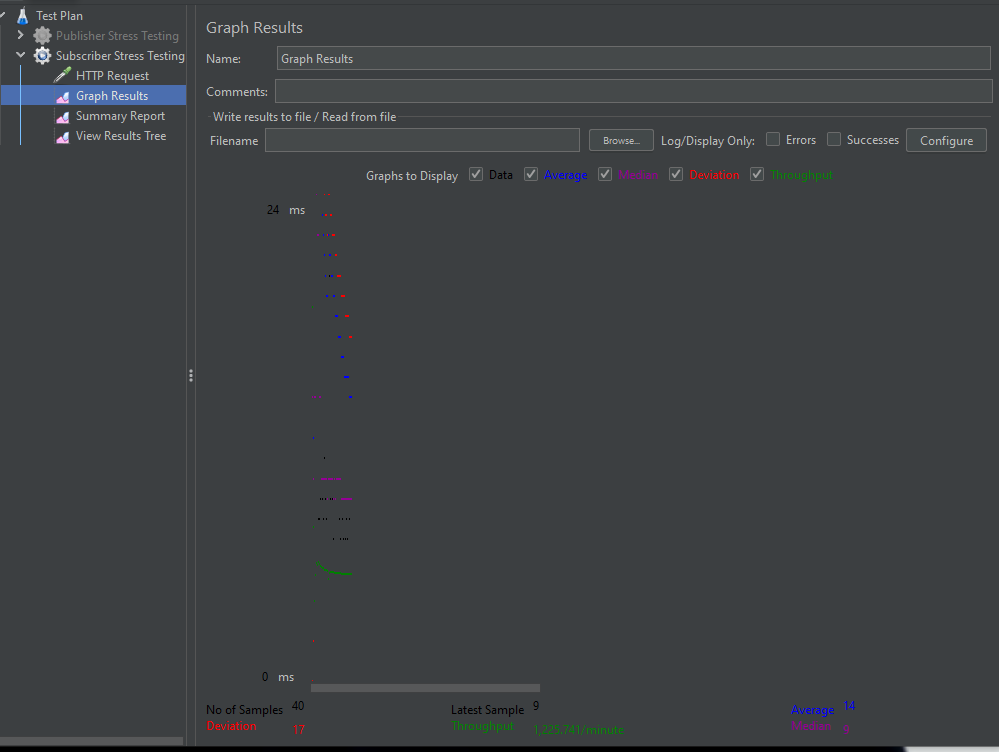 Test Plan
Publisher Stress Testing
Subscriber Stress Testing
HTTP Request
Graph Results
Summary Report
View Results Tree
Graph Results
Name: Graph Results
Comments:
Write results to file / Read from file
Filename Browse... Log/Display Only: Errors Successes Configure
Graphs to Display Data Average Median Deviation Throughput
24 ms
0 ms
No of Samples 40 Latest Sample 9 Average 14
Deviation 17 Throughput 1,225.741/minute Median